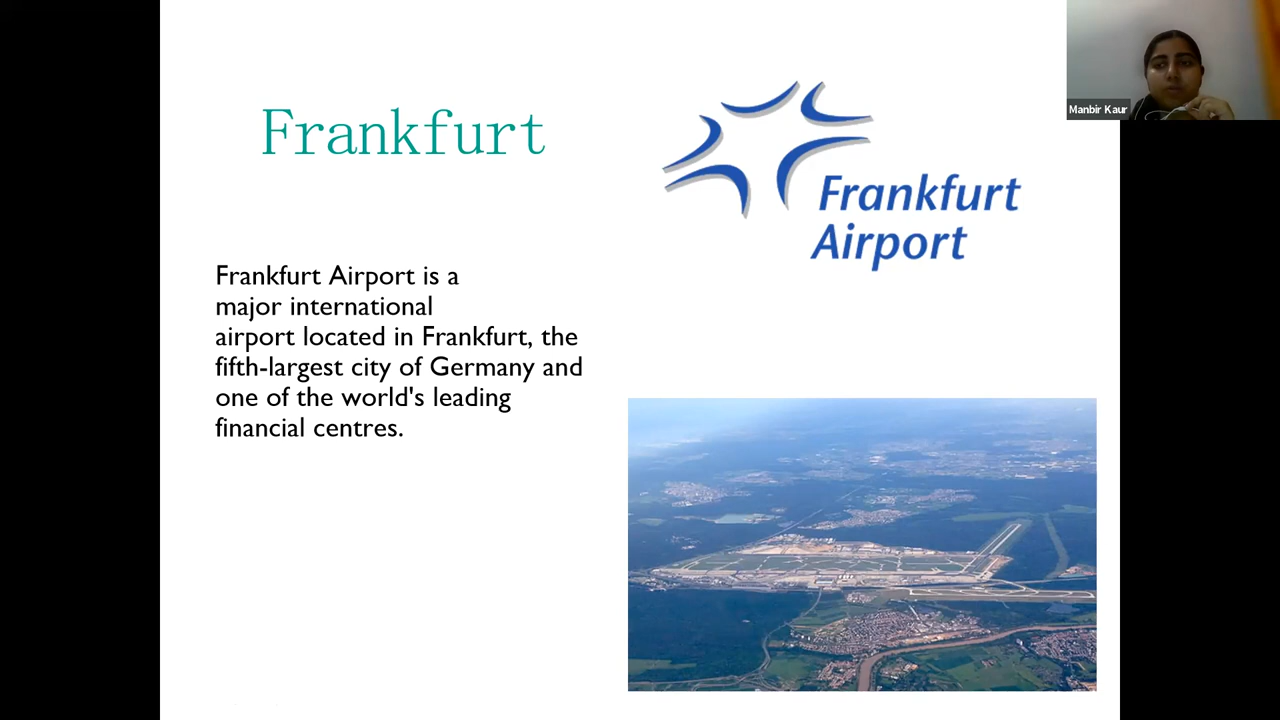 Frankfurt
Frankfurt
Airport
Manbir Kaur
Frankfurt Airport is a
major international
airport located in Frankfurt, the
fifth-largest city of Germany and
one of the world's leading
financial centres.